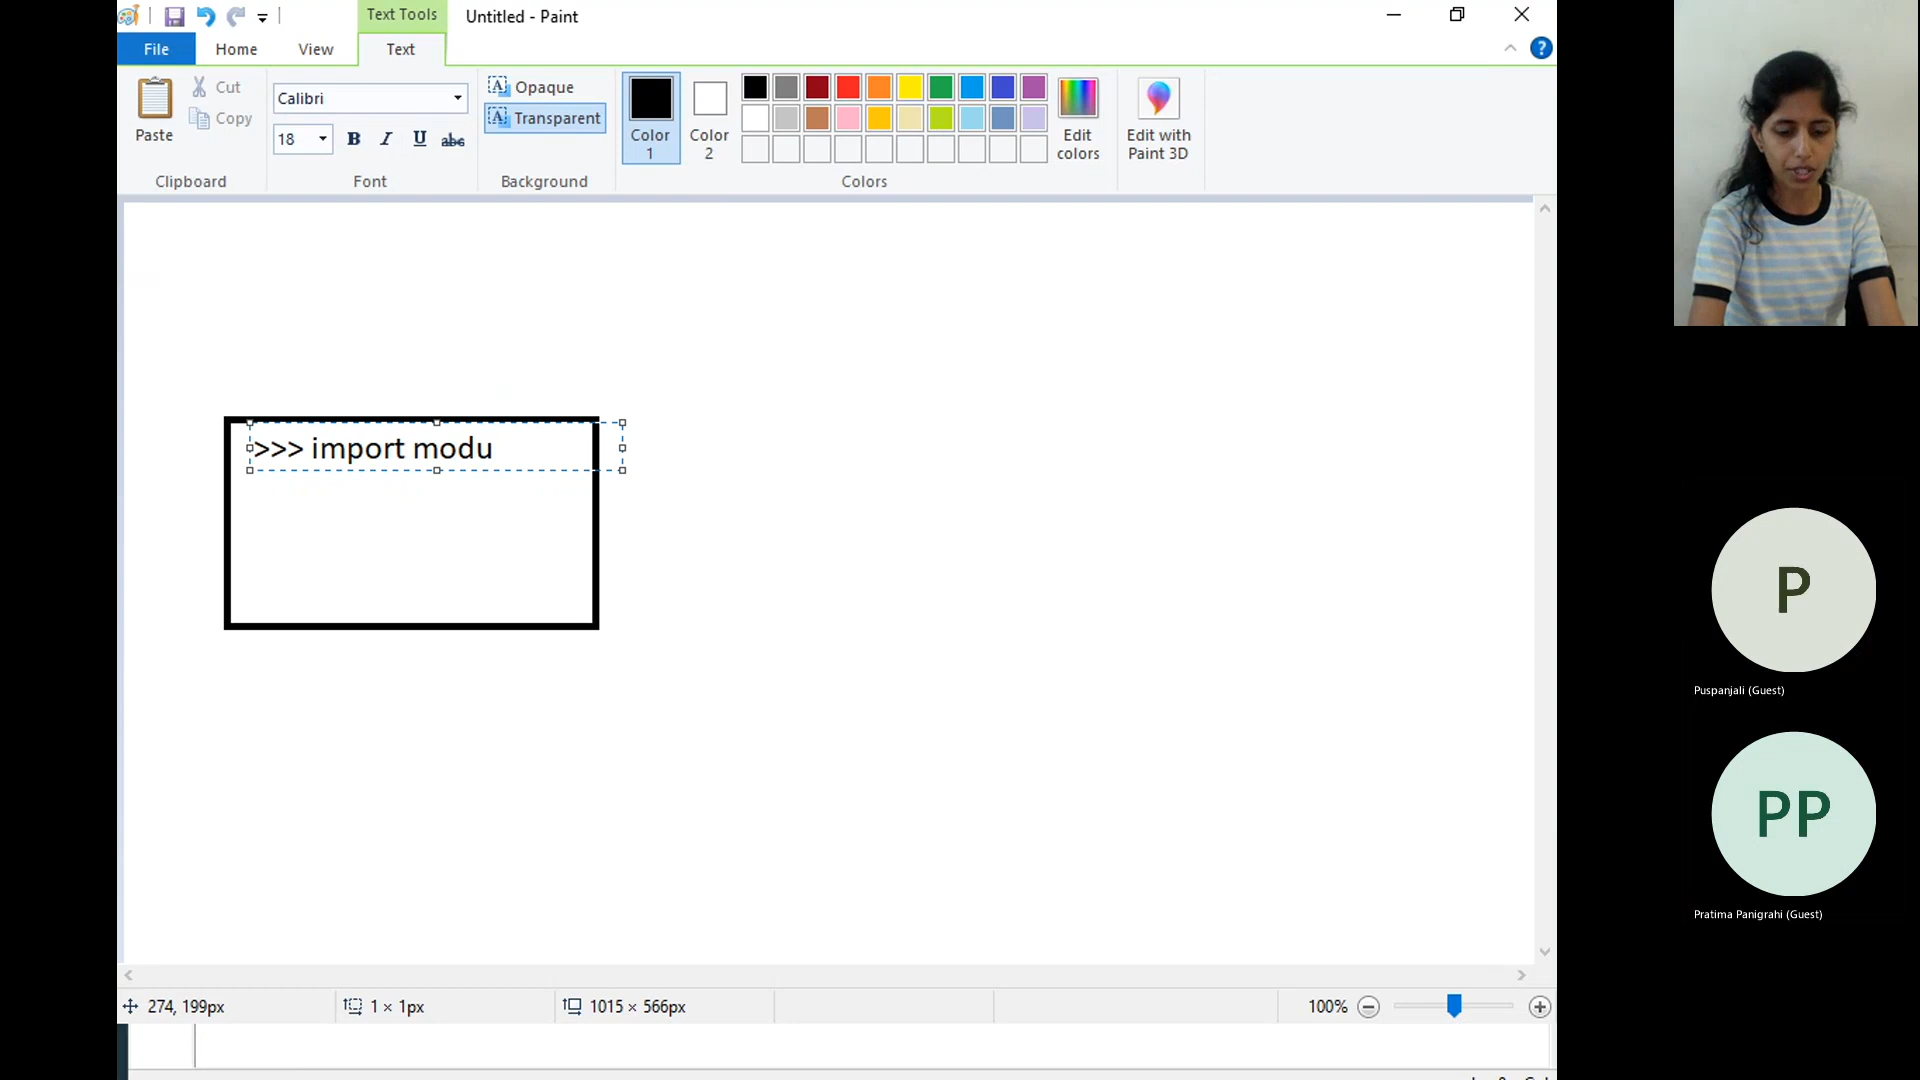 Text Tools
Untitled - Paint
File
Home
View
Text
Paste
Cut
Copy
Clipboard
Calibri
18
B I U abc
Font
Opaque
Transparent
Background
Color 1
Color 2
Edit colors
Colors
Edit with Paint 3D
>>> import modu
274, 199px
1 × 1px
1015 × 566px
100%
P
Puspanjali (Guest)
PP
Pratima Panigrahi (Guest)